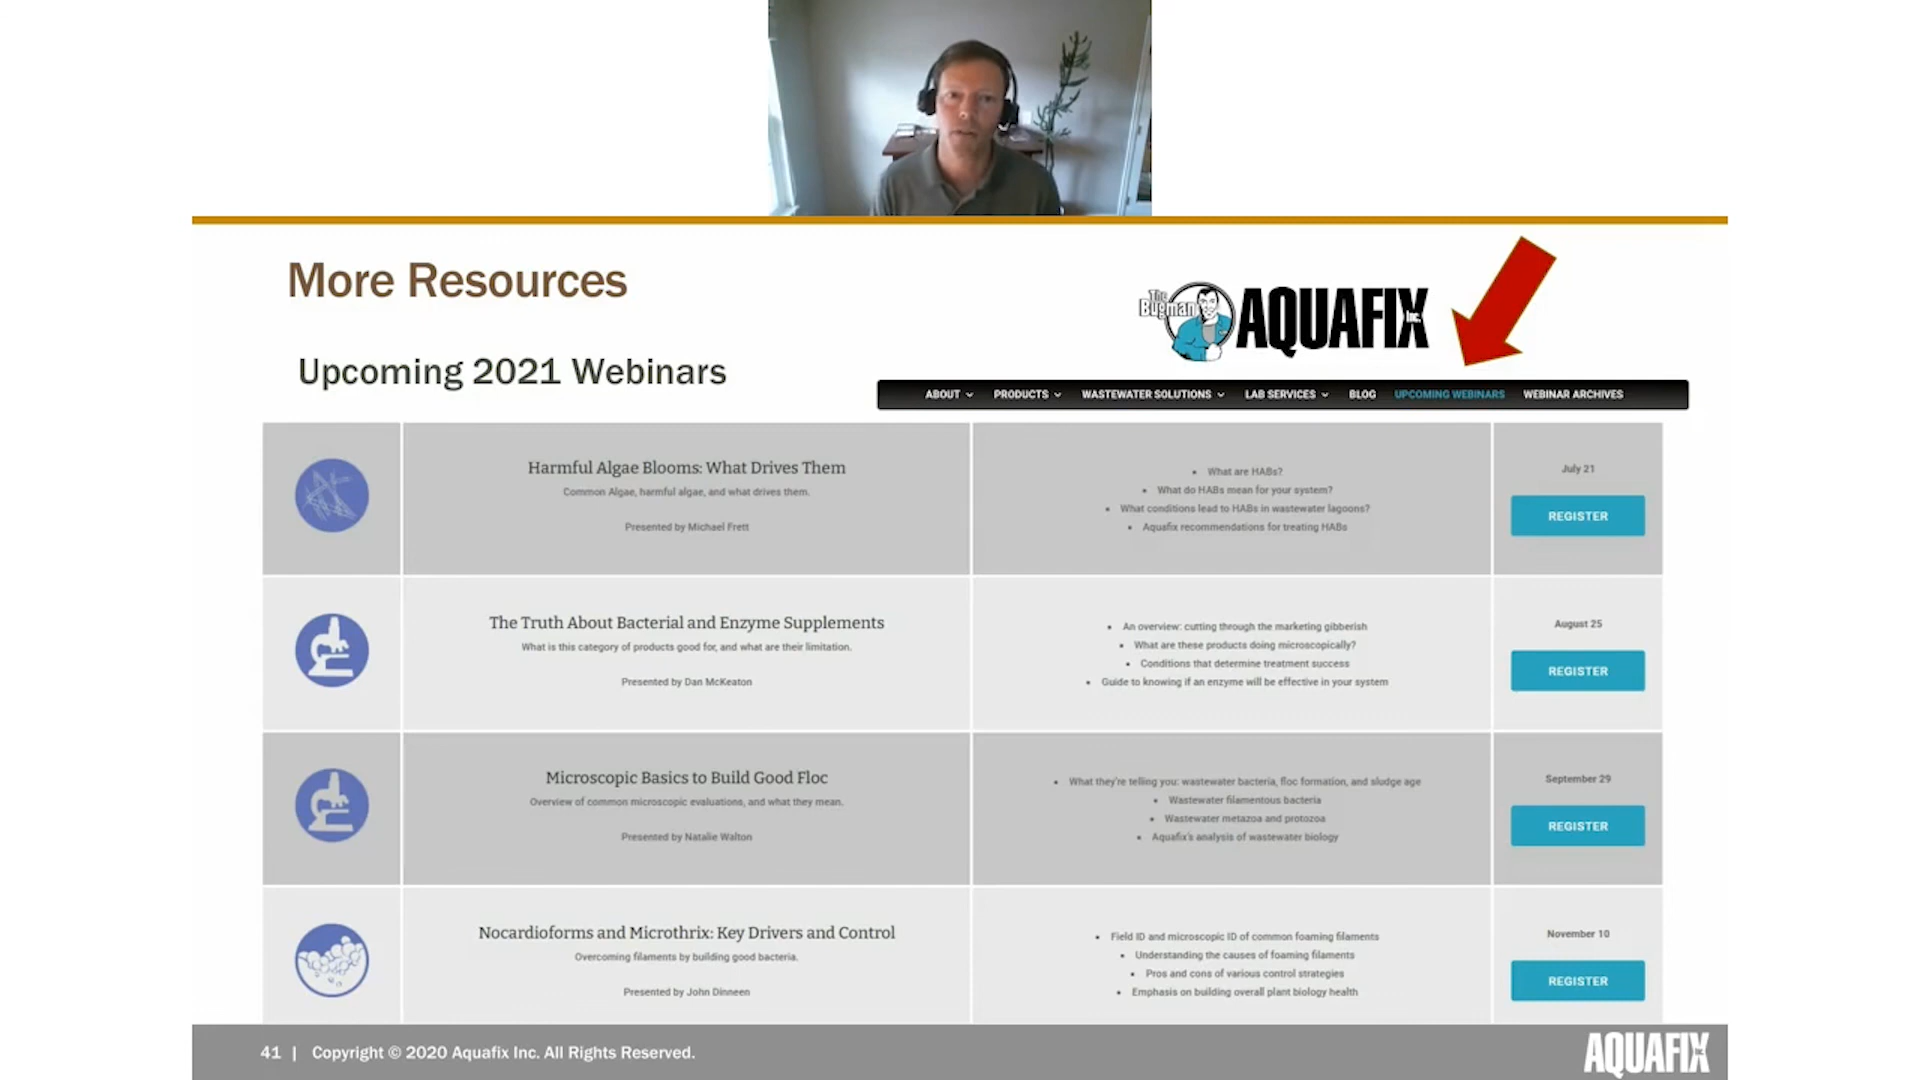 More Resources
The
Bugman
AQUAFIX
Inc.
Upcoming 2021 Webinars
ABOUT PRODUCTS WASTEWATER SOLUTIONS LAB SERVICES BLOG UPCOMING WEBINARS WEBINAR ARCHIVES
Harmful Algae Blooms: What Drives Them
Common Algae, harmful algae, and what drives them.
Presented by Michael Frett
• What are HABs?
• What do HABs mean for your system?
• What conditions lead to HABs in wastewater lagoons?
• Aquafix recommendations for treating HABs
July 21
REGISTER
The Truth About Bacterial and Enzyme Supplements
What is this category of products good for, and what are their limitation.
Presented by Dan McKeaton
• An overview: cutting through the marketing gibberish
• What are these products doing microscopically?
• Conditions that determine treatment success
• Guide to knowing if an enzyme will be effective in your system
August 25
REGISTER
Microscopic Basics to Build Good Floc
Overview of common microscopic evaluations, and what they mean.
Presented by Natalie Walton
• What they're telling you: wastewater bacteria, floc formation, and sludge age
• Wastewater filamentous bacteria
• Wastewater metazoa and protozoa
• Aquafix's analysis of wastewater biology
September 29
REGISTER
Nocardioforms and Microthrix: Key Drivers and Control
Overcoming filaments by building good bacteria.
Presented by John Dinneen
• Field ID and microscopic ID of common foaming filaments
• Understanding the causes of foaming filaments
• Pros and cons of various control strategies
• Emphasis on building overall plant biology health
November 10
REGISTER
41 | Copyright © 2020 Aquafix Inc. All Rights Reserved.
AQUAFIX
Inc.